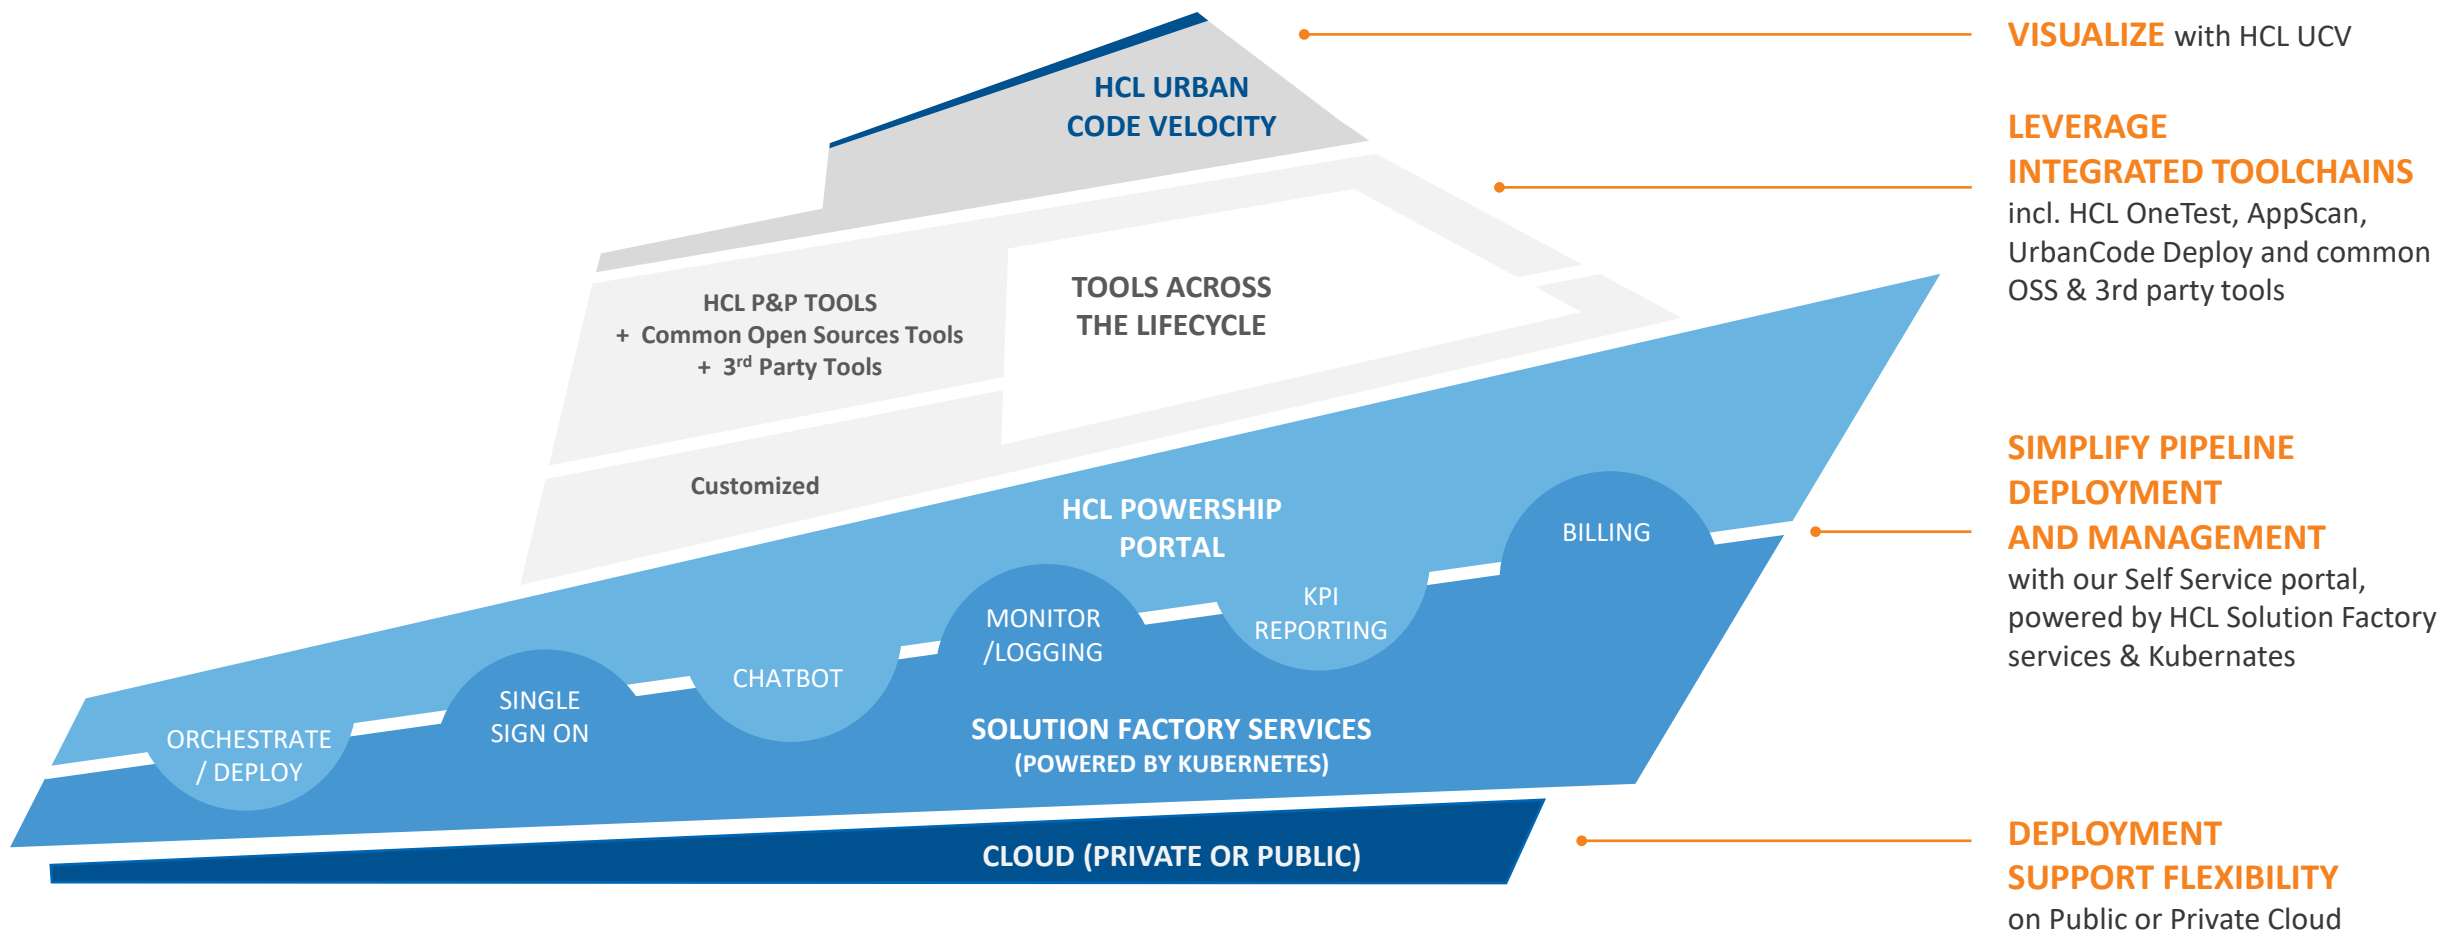 HCL URBAN
CODE VELOCITY
HCL P&P TOOLS
+ Common Open Sources Tools
+ 3rd Party Tools
TOOLS ACROSS
THE LIFECYCLE
Customized
HCL POWERSHIP
PORTAL
BILLING
KPI
REPORTING
MONITOR
/LOGGING
CHATBOT
SINGLE
SIGN ON
ORCHESTRATE
/ DEPLOY
SOLUTION FACTORY SERVICES
(POWERED BY KUBERNETES)
CLOUD (PRIVATE OR PUBLIC)
VISUALIZE with HCL UCV
LEVERAGE
INTEGRATED TOOLCHAINS
incl. HCL OneTest, AppScan,
UrbanCode Deploy and common
OSS & 3rd party tools
SIMPLIFY PIPELINE
DEPLOYMENT
AND MANAGEMENT
with our Self Service portal,
powered by HCL Solution Factory
services & Kubernates
DEPLOYMENT
SUPPORT FLEXIBILITY
on Public or Private Cloud